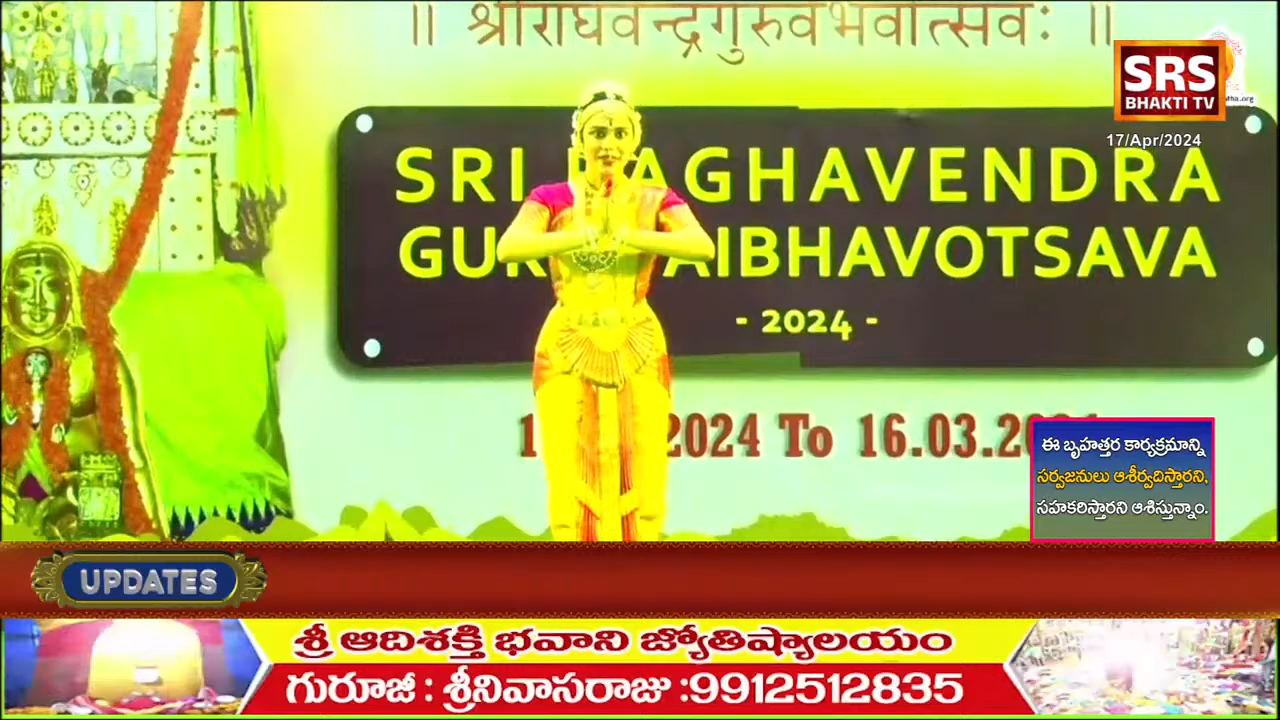 ॥ श्रीराघवेन्द्रगुरुवैभवोत्सवः ॥
SRS
BHAKTI TV
17/Apr/2024
SRI RAGHAVENDRA
GUR AIBHAVOTSAVA
- 2024 -
2024 To 16.03.20
ఈ బృహత్తర కార్యక్రమాన్ని
సర్వజనులు ఆశీర్వదిస్తారని,
సహకరిస్తారని ఆశిస్తున్నాం.
UPDATES
శ్రీ ఆదిశక్తి భవాని జ్యోతిష్యాలయం
గురూజీ : శ్రీనివాసరాజు :9912512835